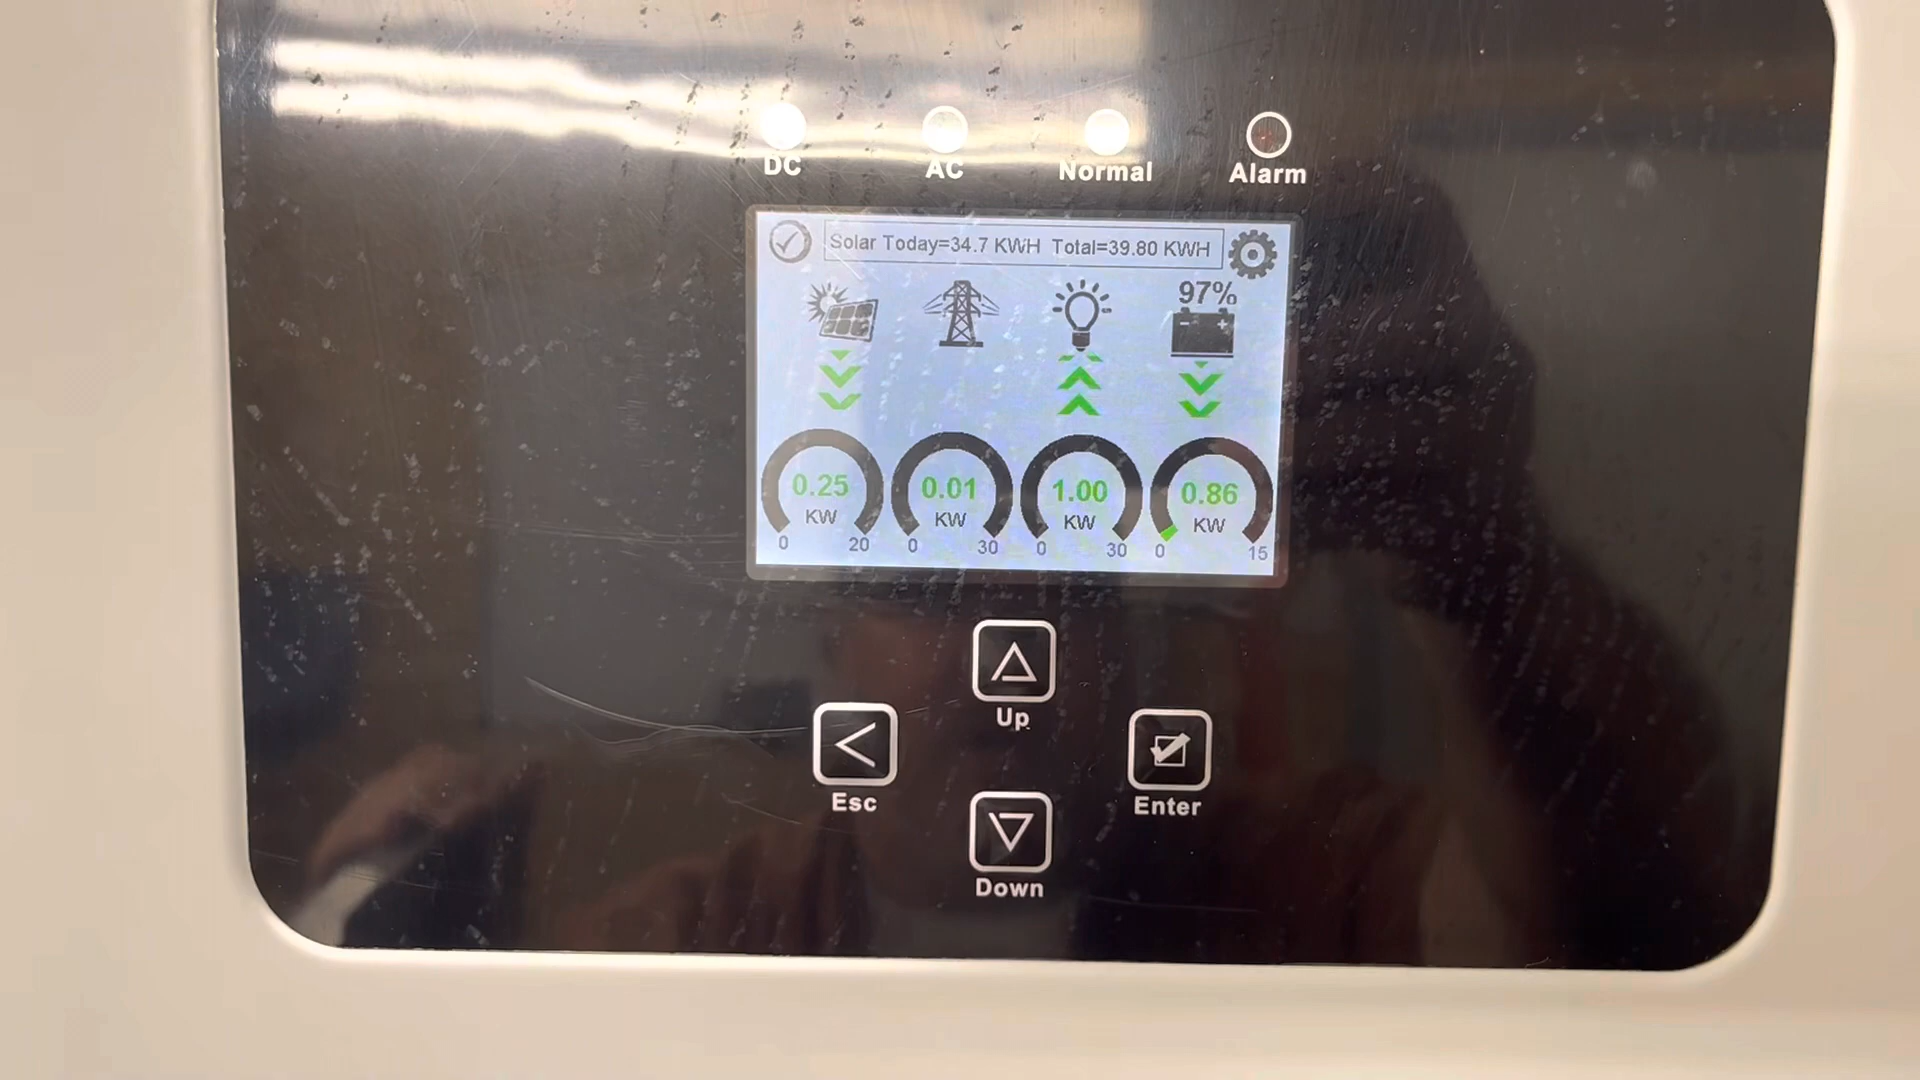 DC AC Normal Alarm
Solar Today=34.7 KWH Total=39.80 KWH
97%
0.25 0.01 1.00 0.86
KW KW KW KW
0 20 0 30 0 30 0 15
Up
Esc Enter
Down